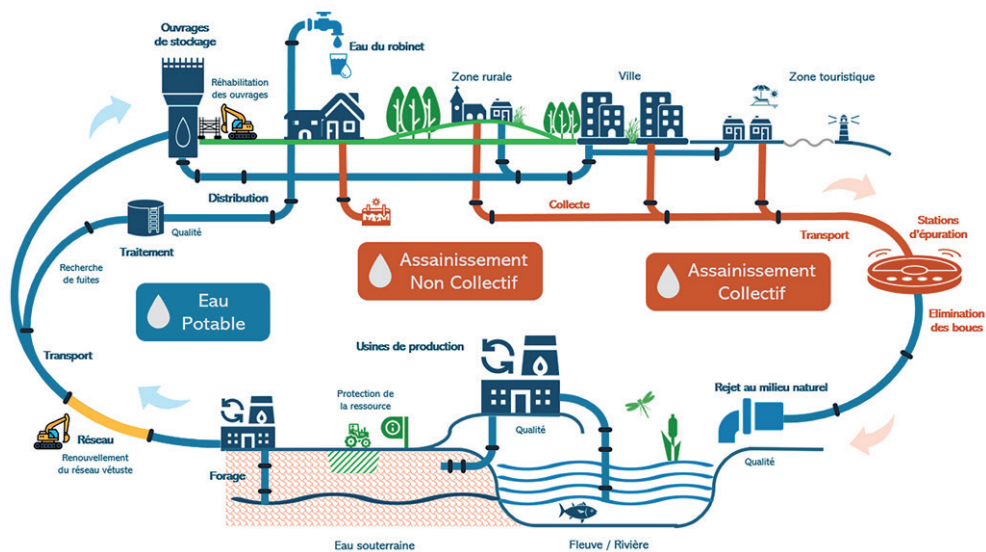 Ouvrages
de stockage
Eau du robinet
Réhabilitation
des ouvrages
Zone rurale
Ville
Zone touristique
Distribution
Collecte
Qualité
Traitement
Transport
Stations
d'épuration
Recherche
de fuites
Eau
Potable
Assainissement
Non Collectif
Assainissement
Collectif
Elimination
des boues
Transport
Usines de production
Protection de
la ressource
Rejet au milieu naturel
Réseau
Renouvellement
du réseau vétuste
Qualité
Qualité
Forage
Eau souterraine
Fleuve / Rivière